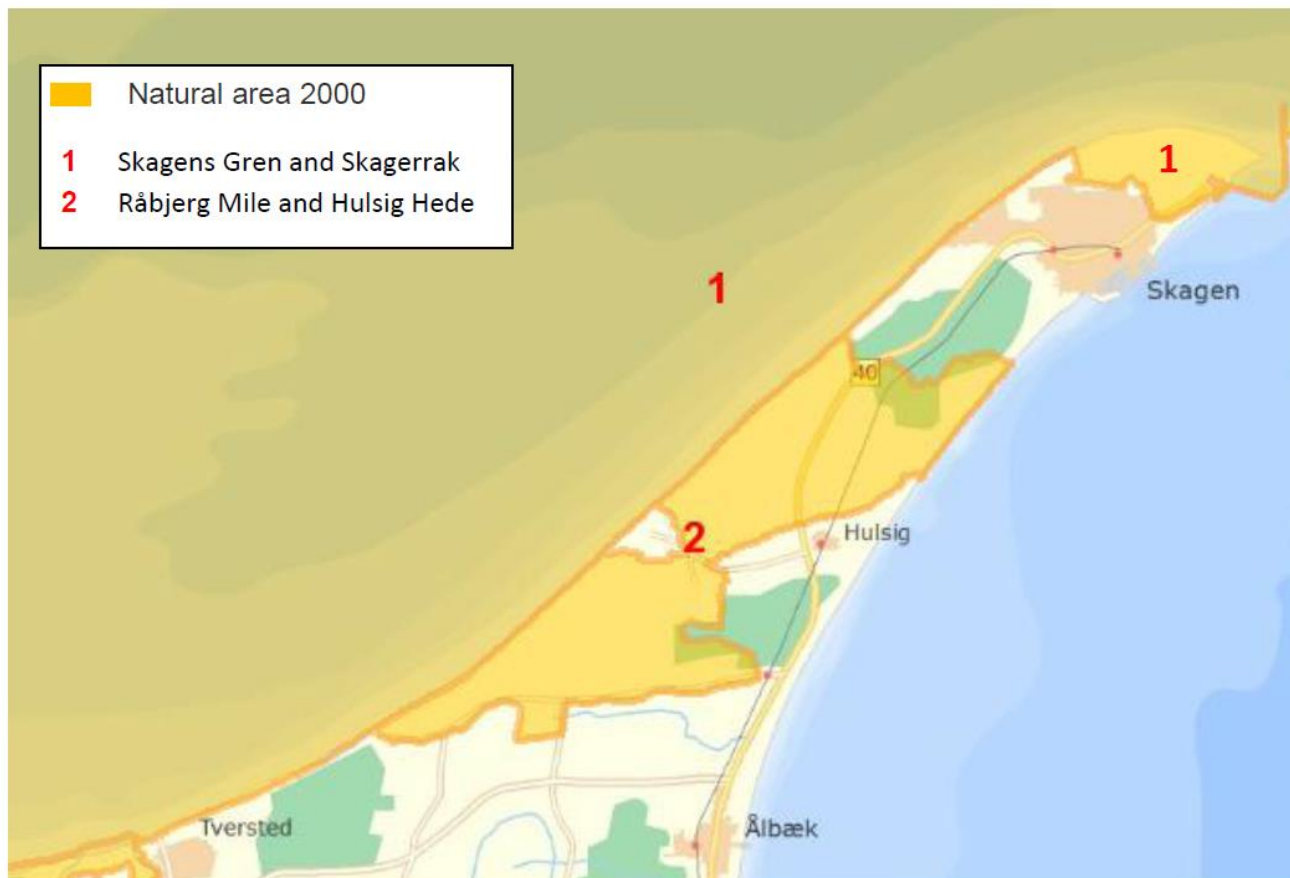 Natural area 2000
1 Skagens Gren and Skagerrak
2 Råbjerg Mile and Hulsig Hede
1
1
Skagen
40
2
Hulsig
Tversted
Ålbæk